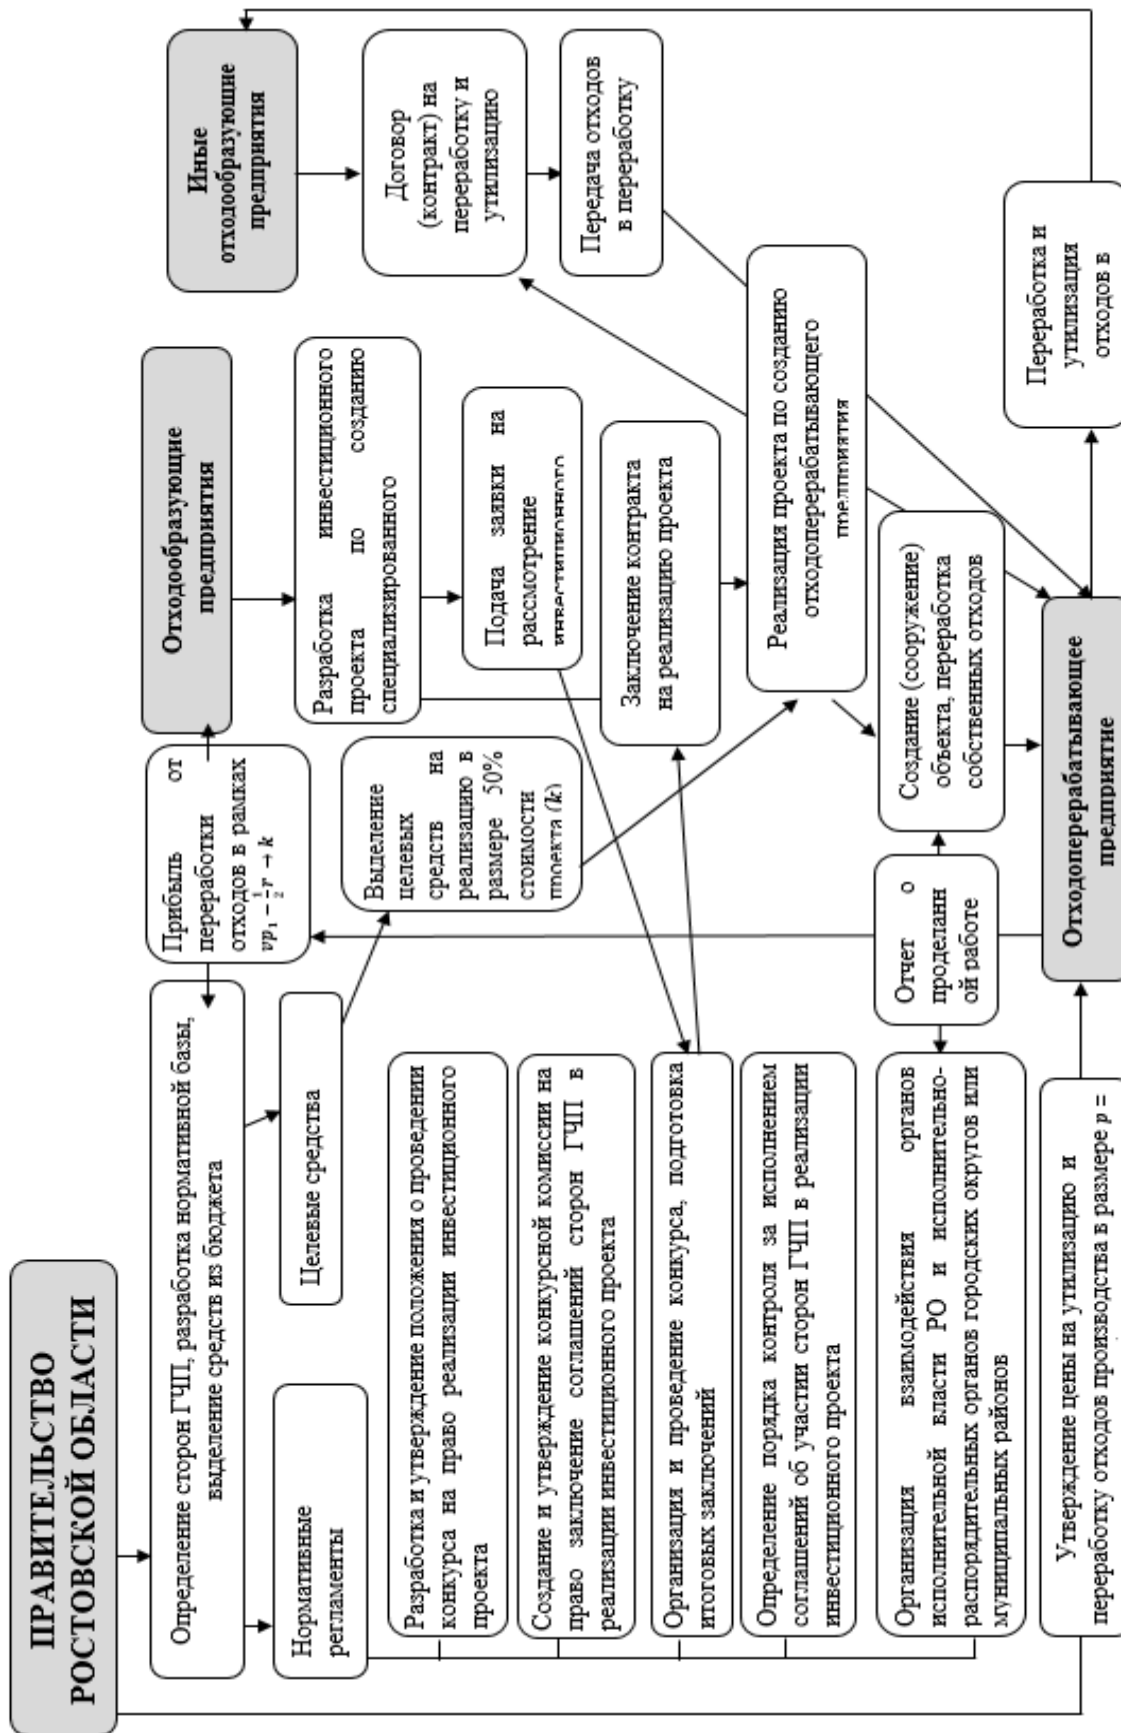 ПРАВИТЕЛЬСТВО
РОСТОВСКОЙ ОБЛАСТИ
Определение сторон ГЧП, разработка нормативной базы,
выделение средств из бюджета
Прибыль от
переработки
отходов в рамках
vp₁ − ½r → k
Отходообразующие
предприятия
Иные
отходообразующие
предприятия
Нормативные
регламенты
Целевые средства
Выделение
целевых
средств на
реализацию в
размере 50%
стоимости
проекта (k)
Разработка инвестиционного
проекта по созданию
специализированного
Договор
(контракт) на
переработку и
утилизацию
Разработка и утверждение положения о проведении
конкурса на право реализации инвестиционного
проекта
Подача заявки на
рассмотрение
инвестиционного
Передача отходов
в переработку
Создание и утверждение конкурсной комиссии на
право заключение соглашений сторон ГЧП в
реализации инвестиционного проекта
Заключение контракта
на реализацию проекта
Организация и проведение конкурса, подготовка
итоговых заключений
Реализация проекта по созданию
отходоперерабатывающего
предприятия
Определение порядка контроля за исполнением
соглашений об участии сторон ГЧП в реализации
инвестиционного проекта
Организация взаимодействия органов
исполнительной власти РО и исполнительно-
распорядительных органов городских округов или
муниципальных районов
Отчет о
проделанн
ой работе
Создание (сооружение)
объекта, переработка
собственных отходов
Переработка и
утилизация
отходов в
Утверждение цены на утилизацию и
переработку отходов производства в размере p =
Отходоперерабатывающее
предприятие